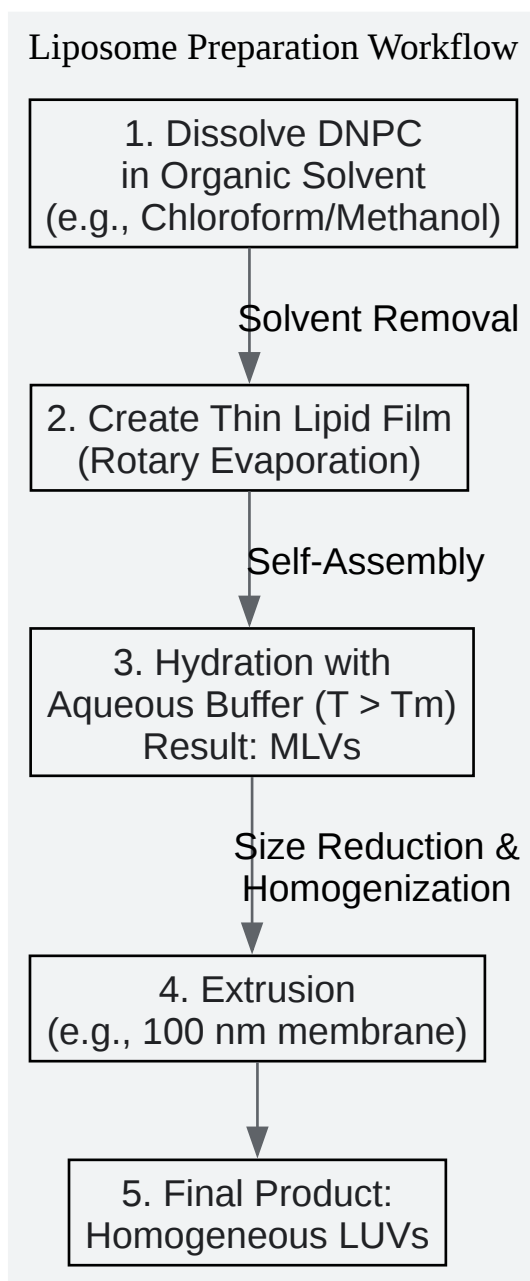 Liposome Preparation Workflow
1. Dissolve DNPC
in Organic Solvent
(e.g., Chloroform/Methanol)
Solvent Removal
2. Create Thin Lipid Film
(Rotary Evaporation)
Self-Assembly
3. Hydration with
Aqueous Buffer (T > Tm)
Result: MLVs
Size Reduction &
Homogenization
4. Extrusion
(e.g., 100 nm membrane)
5. Final Product:
Homogeneous LUVs